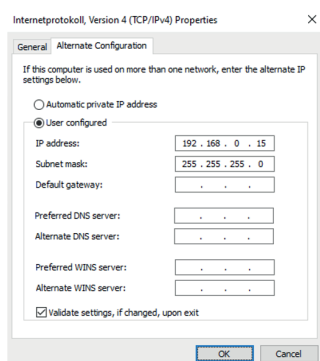 Internetprotokoll, Version 4 (TCP/IPv4) Properties
General Alternate Configuration
If this computer is used on more than one network, enter the alternate IP
settings below.
Automatic private IP address
User configured
IP address: 192 . 168 . 0 . 15
Subnet mask: 255 . 255 . 255 . 0
Default gateway: . . .
Preferred DNS server: . . .
Alternate DNS server: . . .
Preferred WINS server: . . .
Alternate WINS server: . . .
Validate settings, if changed, upon exit
OK Cancel